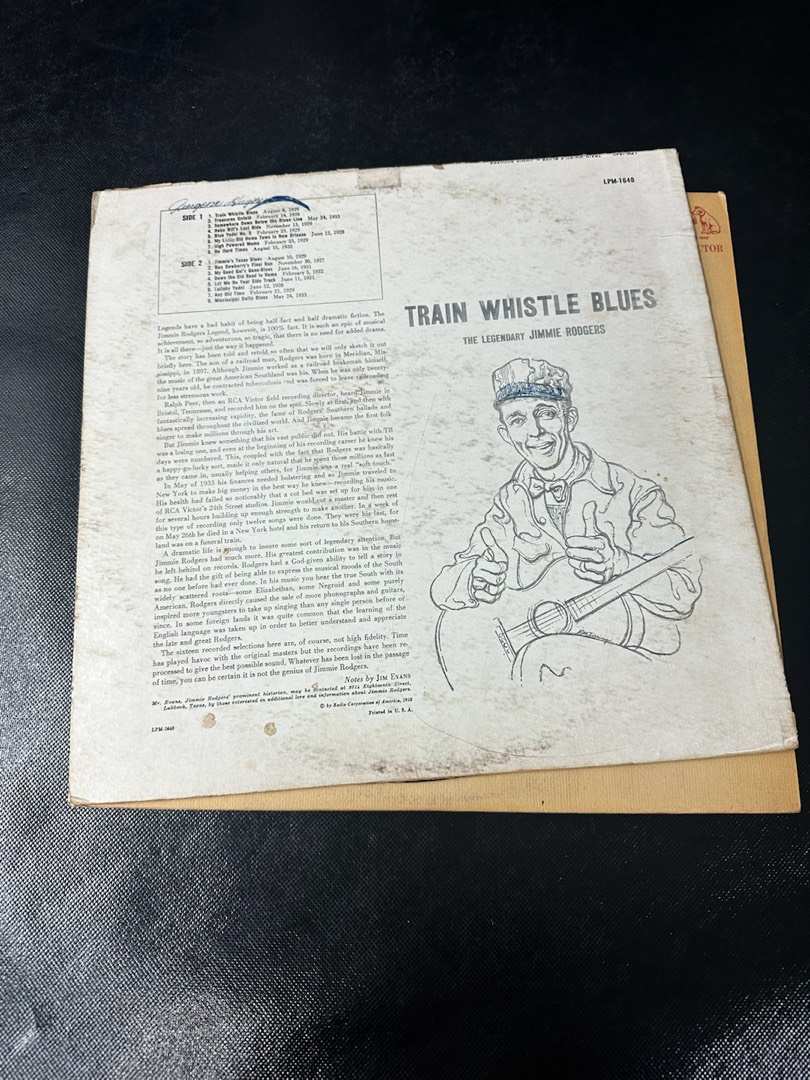 LPM-1640
SIDE 1
1. Train Whistle Blues August 8, 1929
2. Treasures Untold February 14, 1928
3. Somewhere Down Below the Dixon Line May 24, 1933
4. Hobo Bill's Last Ride November 13, 1929
5. Blue Yodel No. 5 February 23, 1929
6. My Little Old Home Town in New Orleans June 12, 1928
7. High Powered Mama February 23, 1929
8. No Hard Times August 15, 1932
SIDE 2
1. Jimmie's Texas Blues August 10, 1929
2. Ben Dewberry's Final Run November 30, 1927
3. My Good Gal's Gone-Blues June 16, 1931
4. Down the Old Road to Home February 5, 1932
5. Let Me Be Your Side Track June 11, 1931
6. Lullaby Yodel June 12, 1928
7. Any Old Time February 21, 1929
8. Mississippi Delta Blues May 24, 1933
Legends have a bad habit of being half fact and half dramatic fiction. The
Jimmie Rodgers Legend, however, is 100% fact. It is such an epic of musical
achievement, so adventurous, so tragic, that there is no need for added drama.
It is all there—just the way it happened.
The story has been told and retold so often that we will only sketch it out
briefly here. The son of a railroad man, Rodgers was born in Meridian, Mis-
sissippi, in 1897. Although Jimmie worked as a railroad brakeman himself,
the music of the great American Southland was his. When he was only twenty-
nine years old, he contracted tuberculosis and was forced to leave railroading
for less strenuous work.
Ralph Peer, then an RCA Victor field recording director, heard Jimmie in
Bristol, Tennessee, and recorded him on the spot. Slowly at first, and then with
fantastically increasing rapidity, the fame of Rodgers' Southern ballads and
blues spread throughout the civilized world. And Jimmie became the first folk
singer to make millions through his art.
But Jimmie knew something that his vast public did not. His battle with TB
was a losing one, and even at the beginning of his recording career he knew his
days were numbered. This, coupled with the fact that Rodgers was basically
a happy-go-lucky sort, made it only natural that he spent those millions as fast
as they came in, usually helping others, for Jimmie was a real "soft touch."
In May of 1933 his finances needed bolstering and so Jimmie traveled to
New York to make big money in the best way he knew—recording his music.
His health had failed so noticeably that a cot bed was set up for him in one
of RCA Victor's 24th Street studios. Jimmie would cut a master and then rest
for several hours building up enough strength to make another. In a week of
this type of recording only twelve songs were done. They were his last, for
on May 26th he died in a New York hotel and his return to his Southern home-
land was on a funeral train.
A dramatic life is enough to insure some sort of legendary attention. But
Jimmie Rodgers had much more. His greatest contribution was in the music
he left behind on records. Rodgers had a God-given ability to tell a story in
song. He had the gift of being able to express the musical moods of the South
as no one before had ever done. In his music you hear the true South with its
widely scattered roots—some Elizabethan, some Negroid and some purely
American. Rodgers directly caused the sale of more phonographs and guitars,
inspired more youngsters to take up singing than any single person before or
since. In some foreign lands it was quite common that the learning of the
English language was taken up in order to better understand and appreciate
the late and great Rodgers.
The sixteen recorded selections here are, of course, not high fidelity. Time
has played havoc with the original masters but the recordings have been re-
processed to give the best possible sound. Whatever has been lost in the passage
of time, you can be certain it is not the genius of Jimmie Rodgers.
Notes by JIM EVANS
Mr. Evans, Jimmie Rodgers' prominent historian, may be contacted at 2014 Eighteenth Street,
Lubbock, Texas, by those interested in additional lore and information about Jimmie Rodgers.
© by Radio Corporation of America, 1958
Printed in U. S. A.
LPM-1640
TRAIN WHISTLE BLUES
THE LEGENDARY JIMMIE RODGERS
TOR